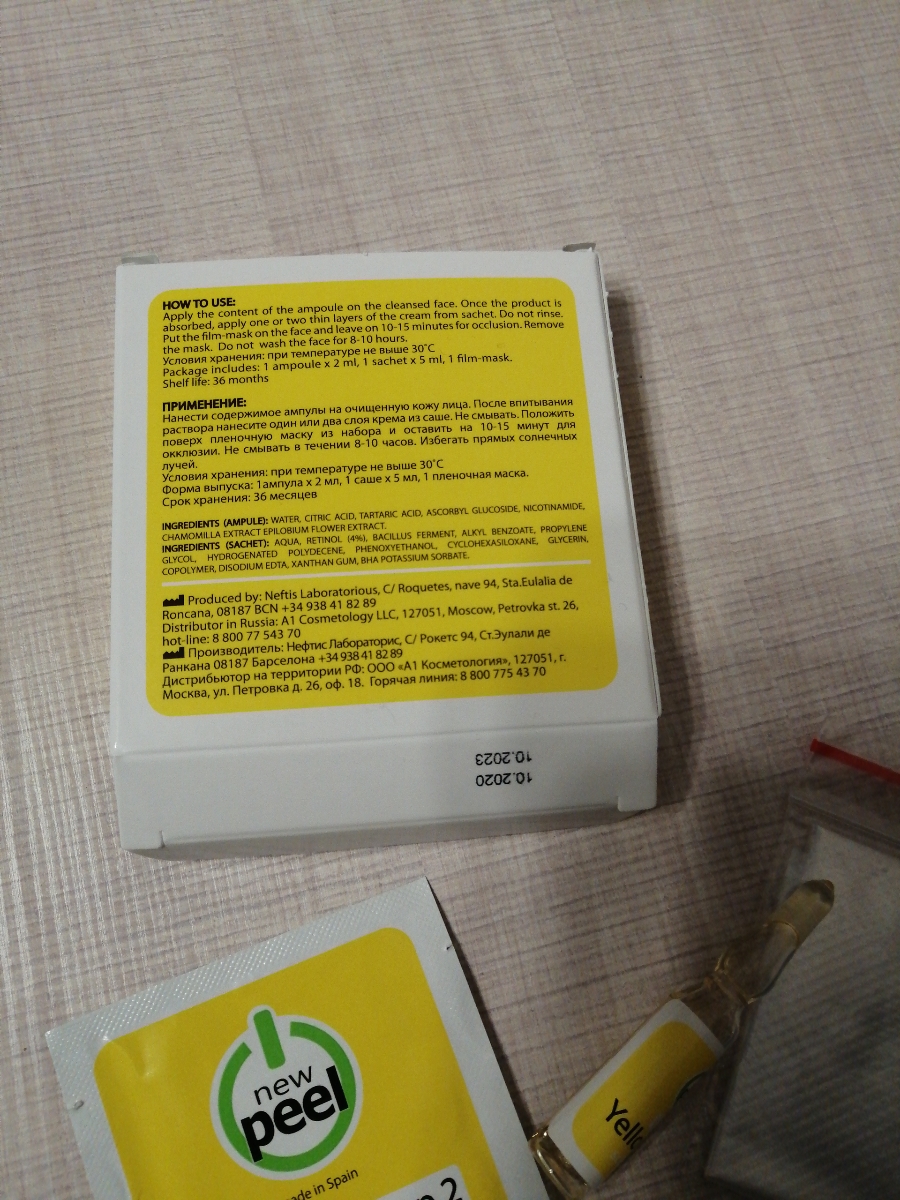 HOW TO USE:
Apply the content of the ampoule on the cleansed face. Once the product is
absorbed, apply one or two thin layers of the cream from sachet. Do not rinse.
Put the film-mask on the face and leave on 10-15 minutes for occlusion. Remove
the mask. Do not wash the face for 8-10 hours.
Условия хранения: при температуре не выше 30˚C
Package includes: 1 ampoule x 2 ml, 1 sachet x 5 ml, 1 film-mask.
Shelf life: 36 months
ПРИМЕНЕНИЕ:
Нанести содержимое ампулы на очищенную кожу лица. После впитывания
раствора нанесите один или два слоя крема из саше. Не смывать. Положить
поверх пленочную маску из набора и оставить на 10-15 минут для
окклюзии. Не смывать в течении 8-10 часов. Избегать прямых солнечных
лучей.
Условия хранения: при температуре не выше 30˚C
Форма выпуска: 1ампула x 2 мл, 1 саше x 5 мл, 1 пленочная маска.
Срок хранения: 36 месяцев
INGREDIENTS (AMPULE): WATER, CITRIC ACID, TARTARIC ACID, ASCORBYL GLUCOSIDE, NICOTINAMIDE,
CHAMOMILLA EXTRACT EPILOBIUM FLOWER EXTRACT.
INGREDIENTS (SACHET): AQUA, RETINOL (4%), BACILLUS FERMENT, ALKYL BENZOATE, PROPYLENE
GLYCOL, HYDROGENATED POLYDECENE, PHENOXYETHANOL, CYCLOHEXASILOXANE, GLYCERIN,
COPOLYMER, DISODIUM EDTA, XANTHAN GUM, BHA POTASSIUM SORBATE.
Produced by: Neftis Laboratorious, C/ Roquetes, nave 94, Sta.Eulalia de
Roncana, 08187 BCN +34 938 41 82 89
Distributor in Russia: A1 Cosmetology LLC, 127051, Moscow, Petrovka st. 26,
hot-line: 8 800 77 543 70
Производитель: Нефтис Лабораторис, С/ Рокетс 94, Ст.Эулали де
Ранкана 08187 Барселона +34 938 41 82 89
Дистрибьютор на территории РФ: ООО «А1 Косметология», 127051, г.
Москва, ул. Петровка д. 26, оф. 18. Горячая линия: 8 800 775 43 70
10.2020
10.2023
new
peel
made in Spain
2